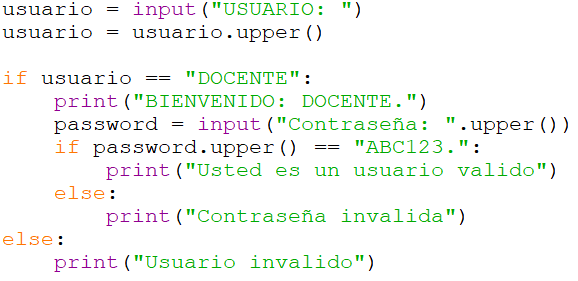 usuario = input("USUARIO: ")
usuario = usuario.upper()

if usuario == "DOCENTE":
    print("BIENVENIDO: DOCENTE.")
    password = input("Contraseña: ".upper())
    if password.upper() == "ABC123.":
        print("Usted es un usuario valido")
    else:
        print("Contraseña invalida")
else:
    print("Usuario invalido")